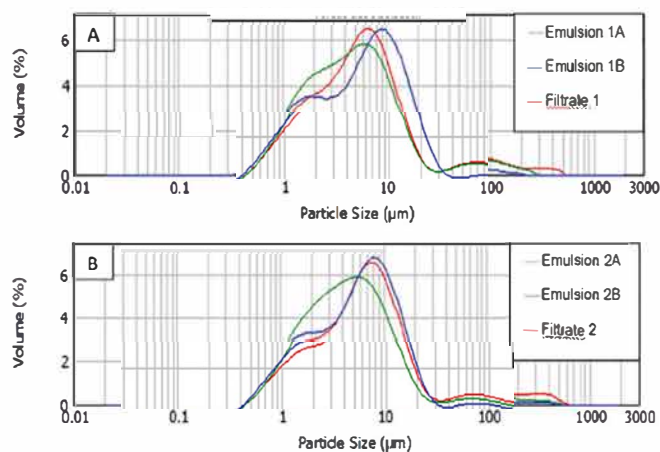 A
Volume (%)
6
4
2
0
0.01 0.1 1 10 100 1000 3000
Particle Size (µm)
Emulsion 1A
Emulsion 1B
Filtrate 1
B
Volume (%)
6
4
2
0
0.01 0.1 1 10 100 1000 3000
Particle Size (µm)
Emulsion 2A
Emulsion 2B
Filtrate 2